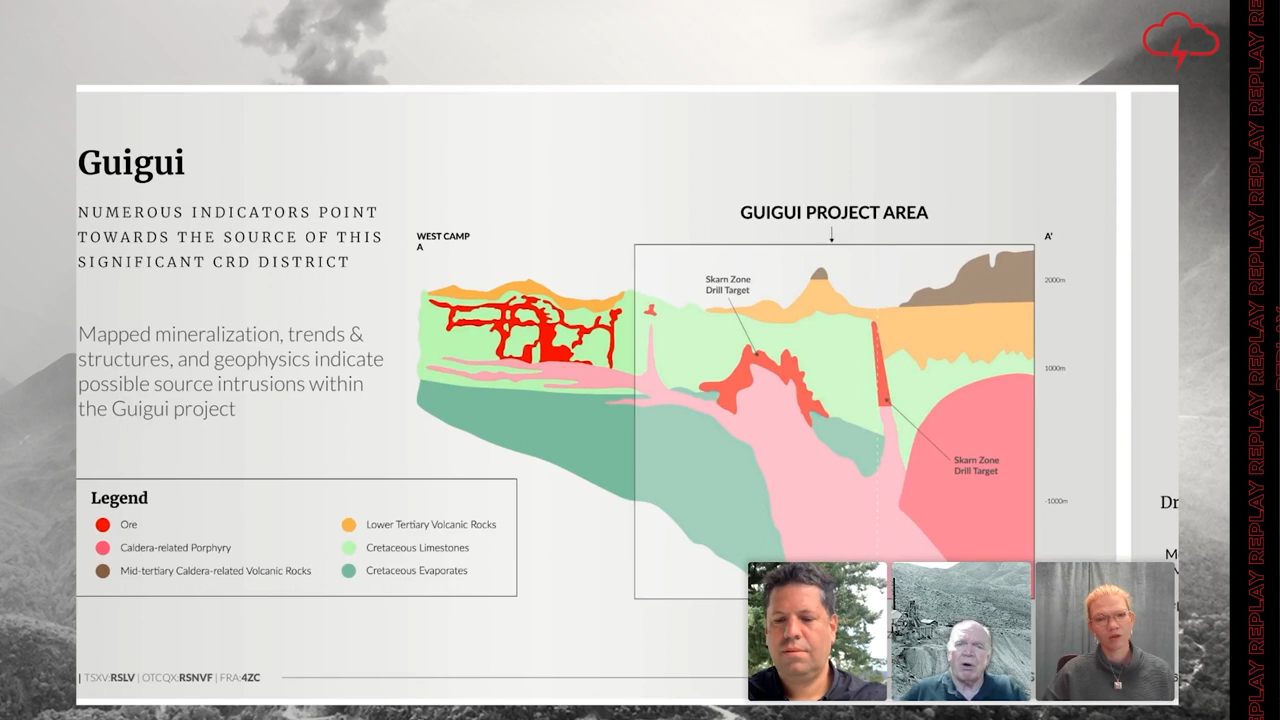 Guigui
NUMEROUS INDICATORS POINT
TOWARDS THE SOURCE OF THIS
SIGNIFICANT CRD DISTRICT
Mapped mineralization, trends &
structures, and geophysics indicate
possible source intrusions within
the Guigui project
GUIGUI PROJECT AREA
WEST CAMP
A
A'
Skarn Zone
Drill Target
2000m
1000m
Skarn Zone
Drill Target
-1000m
Legend
Ore
Caldera-related Porphyry
Mid-tertiary Caldera-related Volcanic Rocks
Lower Tertiary Volcanic Rocks
Cretaceous Limestones
Cretaceous Evaporites
| TSXV:RSLV | OTCQX:RSNVF | FRA:4ZC
Dr
M
REPLAY REPLAY REPLAY REPLAY REPLAY REPLAY REPLAY REPLAY